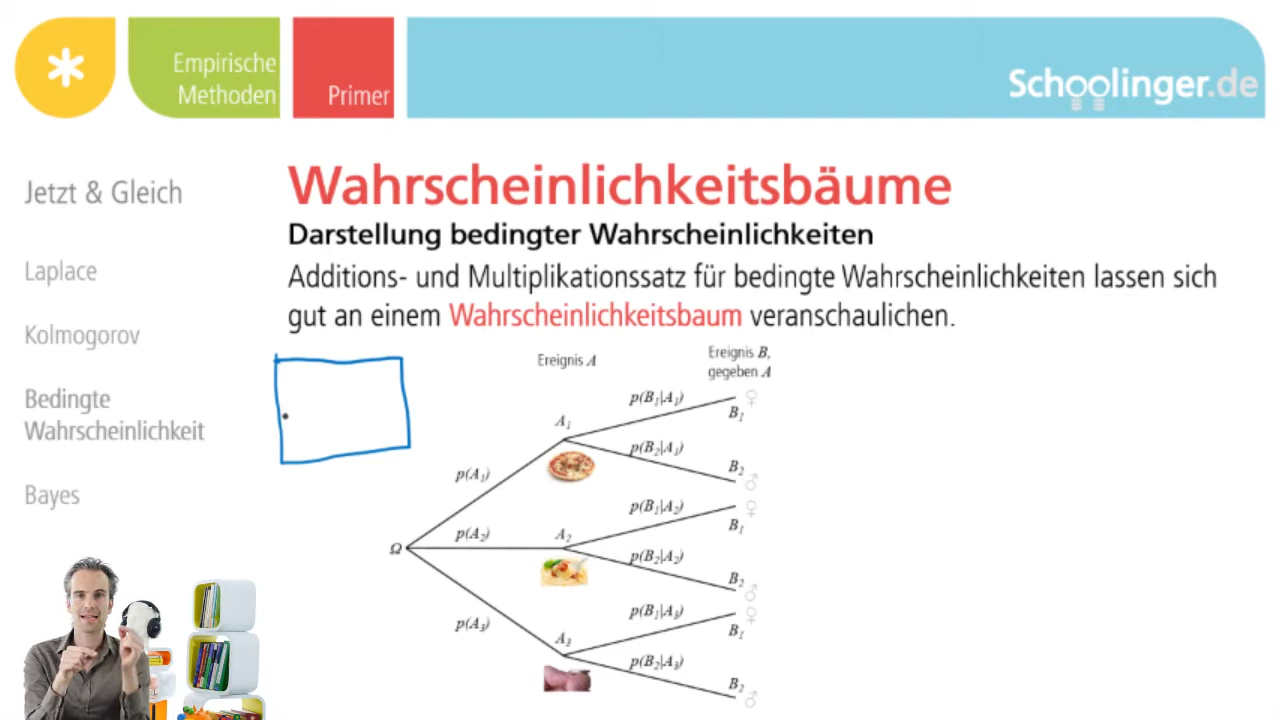 Empirische
Methoden
Primer
Schoolinger.de
Jetzt & Gleich
Laplace
Kolmogorov
Bedingte
Wahrscheinlichkeit
Bayes
Wahrscheinlichkeitsbäume
Darstellung bedingter Wahrscheinlichkeiten
Additions- und Multiplikationssatz für bedingte Wahrscheinlichkeiten lassen sich
gut an einem Wahrscheinlichkeitsbaum veranschaulichen.
Ereignis A
Ereignis B,
gegeben A
p(B₁|A₁)
B₁ ♀
A₁
p(B₂|A₁)
B₂ ♂
p(A₁)
p(B₁|A₂)
B₁ ♀
Ω
p(A₂)
A₂
p(B₂|A₂)
B₂ ♂
p(A₃)
p(B₁|A₃)
B₁ ♀
A₃
p(B₂|A₃)
B₂ ♂